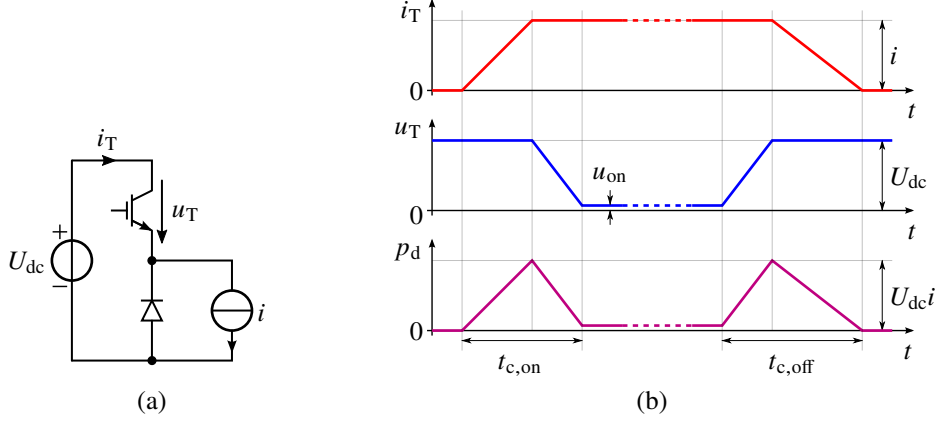 i_T
u_T
U_dc
+
−
i
(a)
i_T
0
i
t
u_T
0
u_on
U_dc
t
p_d
0
U_dc i
t
t_c,on
t_c,off
(b)